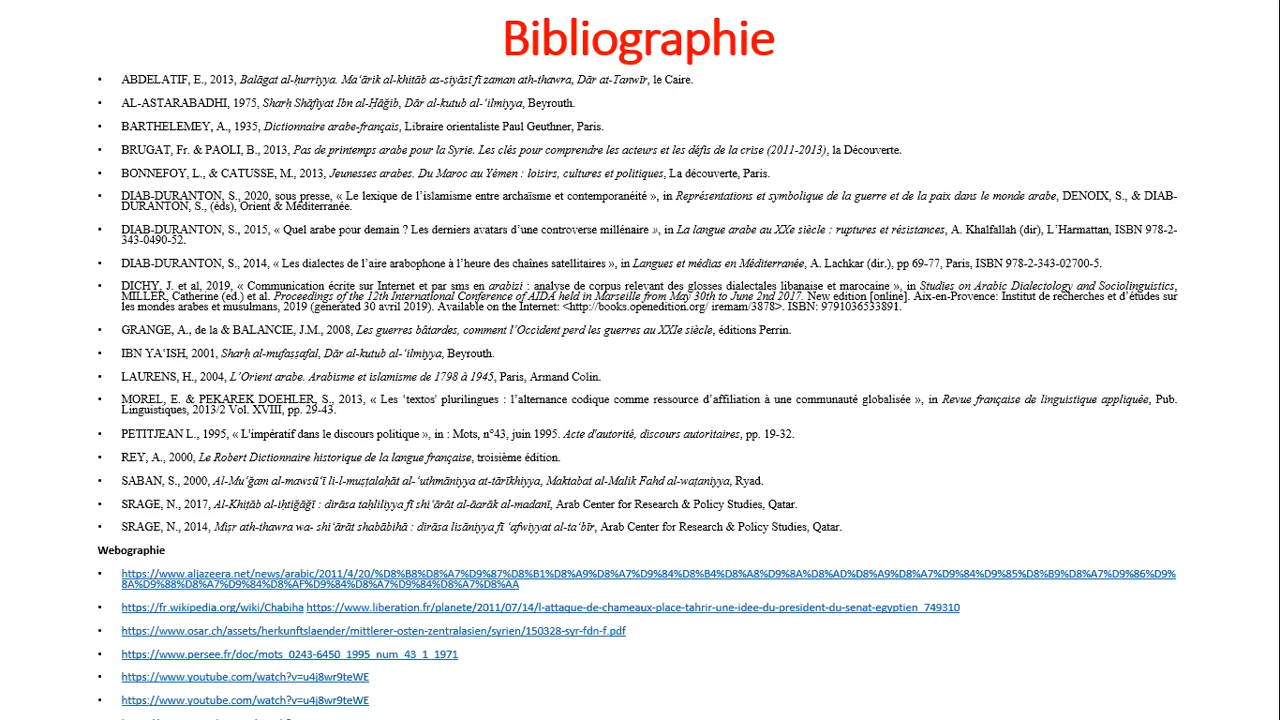 Bibliographie
• ABDELATIF, E., 2013, Balāgat al-ḥurriyya. Ma‘ārik al-khitāb as-siyāsī fī zaman ath-thawra, Dār at-Tanwīr, le Caire.
• AL-ASTARABADHI, 1975, Sharḥ Shāfiyat Ibn al-Ḥāğib, Dār al-kutub al-‘ilmiyya, Beyrouth.
• BARTHELEMEY, A., 1935, Dictionnaire arabe-français, Libraire orientaliste Paul Geuthner, Paris.
• BRUGAT, Fr. & PAOLI, B., 2013, Pas de printemps arabe pour la Syrie. Les clés pour comprendre les acteurs et les défis de la crise (2011-2013), la Découverte.
• BONNEFOY, L., & CATUSSE, M., 2013, Jeunesses arabes. Du Maroc au Yémen : loisirs, cultures et politiques, La découverte, Paris.
• DIAB-DURANTON, S., 2020, sous presse, « Le lexique de l’islamisme entre archaïsme et contemporanéité », in Représentations et symbolique de la guerre et de la paix dans le monde arabe, DENOIX, S., & DIAB-
DURANTON, S., (éds), Orient & Méditerranée.
• DIAB-DURANTON, S., 2015, « Quel arabe pour demain ? Les derniers avatars d’une controverse millénaire », in La langue arabe au XXe siècle : ruptures et résistances, A. Khalfallah (dir), L’Harmattan, ISBN 978-2-
343-0490-52.
• DIAB-DURANTON, S., 2014, « Les dialectes de l’aire arabophone à l’heure des chaînes satellitaires », in Langues et médias en Méditerranée, A. Lachkar (dir.), pp 69-77, Paris, ISBN 978-2-343-02700-5.
• DICHY, J. et al, 2019, « Communication écrite sur Internet et par sms en arabizi : analyse de corpus relevant des glosses dialectales libanaise et marocaine », in Studies on Arabic Dialectology and Sociolinguistics,
MILLER, Catherine (ed.) et al. Proceedings of the 12th International Conference of AIDA held in Marseille from May 30th to June 2nd 2017. New edition [online]. Aix-en-Provence: Institut de recherches et d’études sur
les mondes arabes et musulmans, 2019 (generated 30 avril 2019). Available on the Internet: <http://books.openedition.org/ iremam/3878>. ISBN: 9791036533891.
• GRANGE, A., de la & BALANCIE, J.M., 2008, Les guerres bâtardes, comment l’Occident perd les guerres au XXIe siècle, éditions Perrin.
• IBN YA‘ISH, 2001, Sharḥ al-mufaṣṣafal, Dār al-kutub al-‘ilmiyya, Beyrouth.
• LAURENS, H., 2004, L’Orient arabe. Arabisme et islamisme de 1798 à 1945, Paris, Armand Colin.
• MOREL, E. & PEKAREK DOEHLER, S., 2013, « Les ‘textos’ plurilingues : l’alternance codique comme ressource d’affiliation à une communauté globalisée », in Revue française de linguistique appliquée, Pub.
Linguistiques, 2013/2 Vol. XVIII, pp. 29-43.
• PETITJEAN L., 1995, « L'impératif dans le discours politique », in : Mots, n°43, juin 1995. Acte d'autorité, discours autoritaires, pp. 19-32.
• REY, A., 2000, Le Robert Dictionnaire historique de la langue française, troisième édition.
• SABAN, S., 2000, Al-Mu‘ğam al-mawsū‘ī li-l-muṣṭalaḥāt al-‘uthmāniyya at-tārīkhiyya, Maktabat al-Malik Fahd al-waṭaniyya, Ryad.
• SRAGE, N., 2017, Al-Khiṭāb al-iḥtiğāğī : dirāsa taḥliliyya fī shi‘ārāt al-āarāk al-madanī, Arab Center for Research & Policy Studies, Qatar.
• SRAGE, N., 2014, Miṣr ath-thawra wa- shi‘ārāt shabābihā : dirāsa lisāniyya fī ‘afwiyyat al-ta‘bīr, Arab Center for Research & Policy Studies, Qatar.
Webographie
• https://www.aljazeera.net/news/arabic/2011/4/20/%D8%B8%D8%A7%D9%87%D8%B1%D8%A9%D8%A7%D9%84%D8%B4%D8%A8%D9%8A%D8%AD%D8%A9%D8%A7%D9%84%D9%85%D8%B9%D8%A7%D9%86%D9%
8A%D9%88%D8%A7%D9%84%D8%AF%D9%84%D8%A7%D9%84%D8%A7%D8%AA
• https://fr.wikipedia.org/wiki/Chabiha https://www.liberation.fr/planete/2011/07/14/l-attaque-de-chameaux-place-tahrir-une-idee-du-president-du-senat-egyptien_749310
• https://www.osar.ch/assets/herkunftslaender/mittlerer-osten-zentralasien/syrien/150328-syr-fdn-f.pdf
• https://www.persee.fr/doc/mots_0243-6450_1995_num_43_1_1971
• https://www.youtube.com/watch?v=u4j8wr9teWE
• https://www.youtube.com/watch?v=u4j8wr9teWE